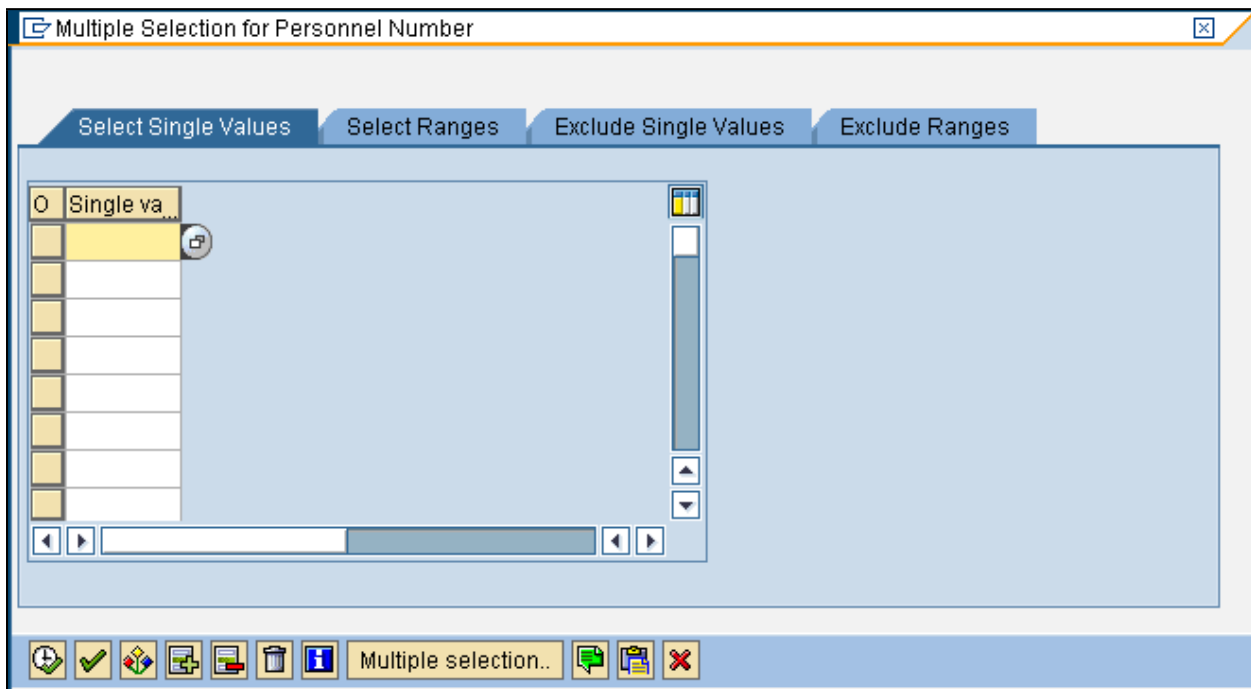 Multiple Selection for Personnel Number
Select Single Values Select Ranges Exclude Single Values Exclude Ranges
O Single va...
Multiple selection..